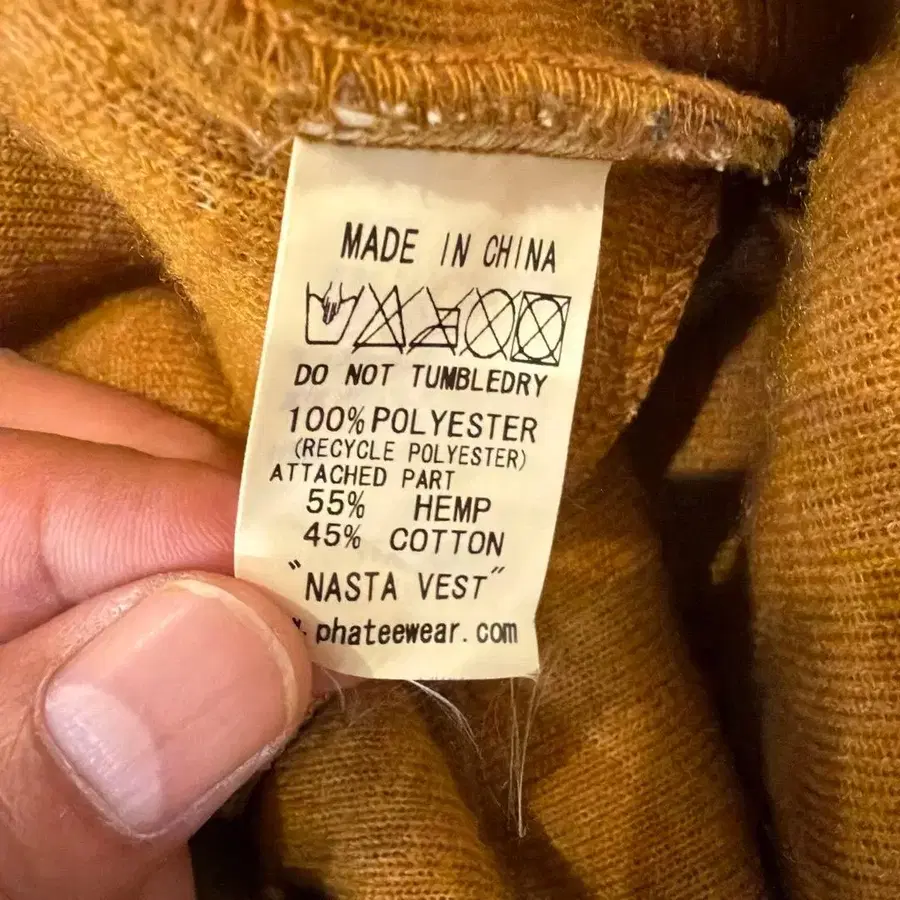 MADE IN CHINA
DO NOT TUMBLEDRY
100% POLYESTER
(RECYCLE POLYESTER)
ATTACHED PART
55% HEMP
45% COTTON
"NASTA VEST"
.phateewear.com